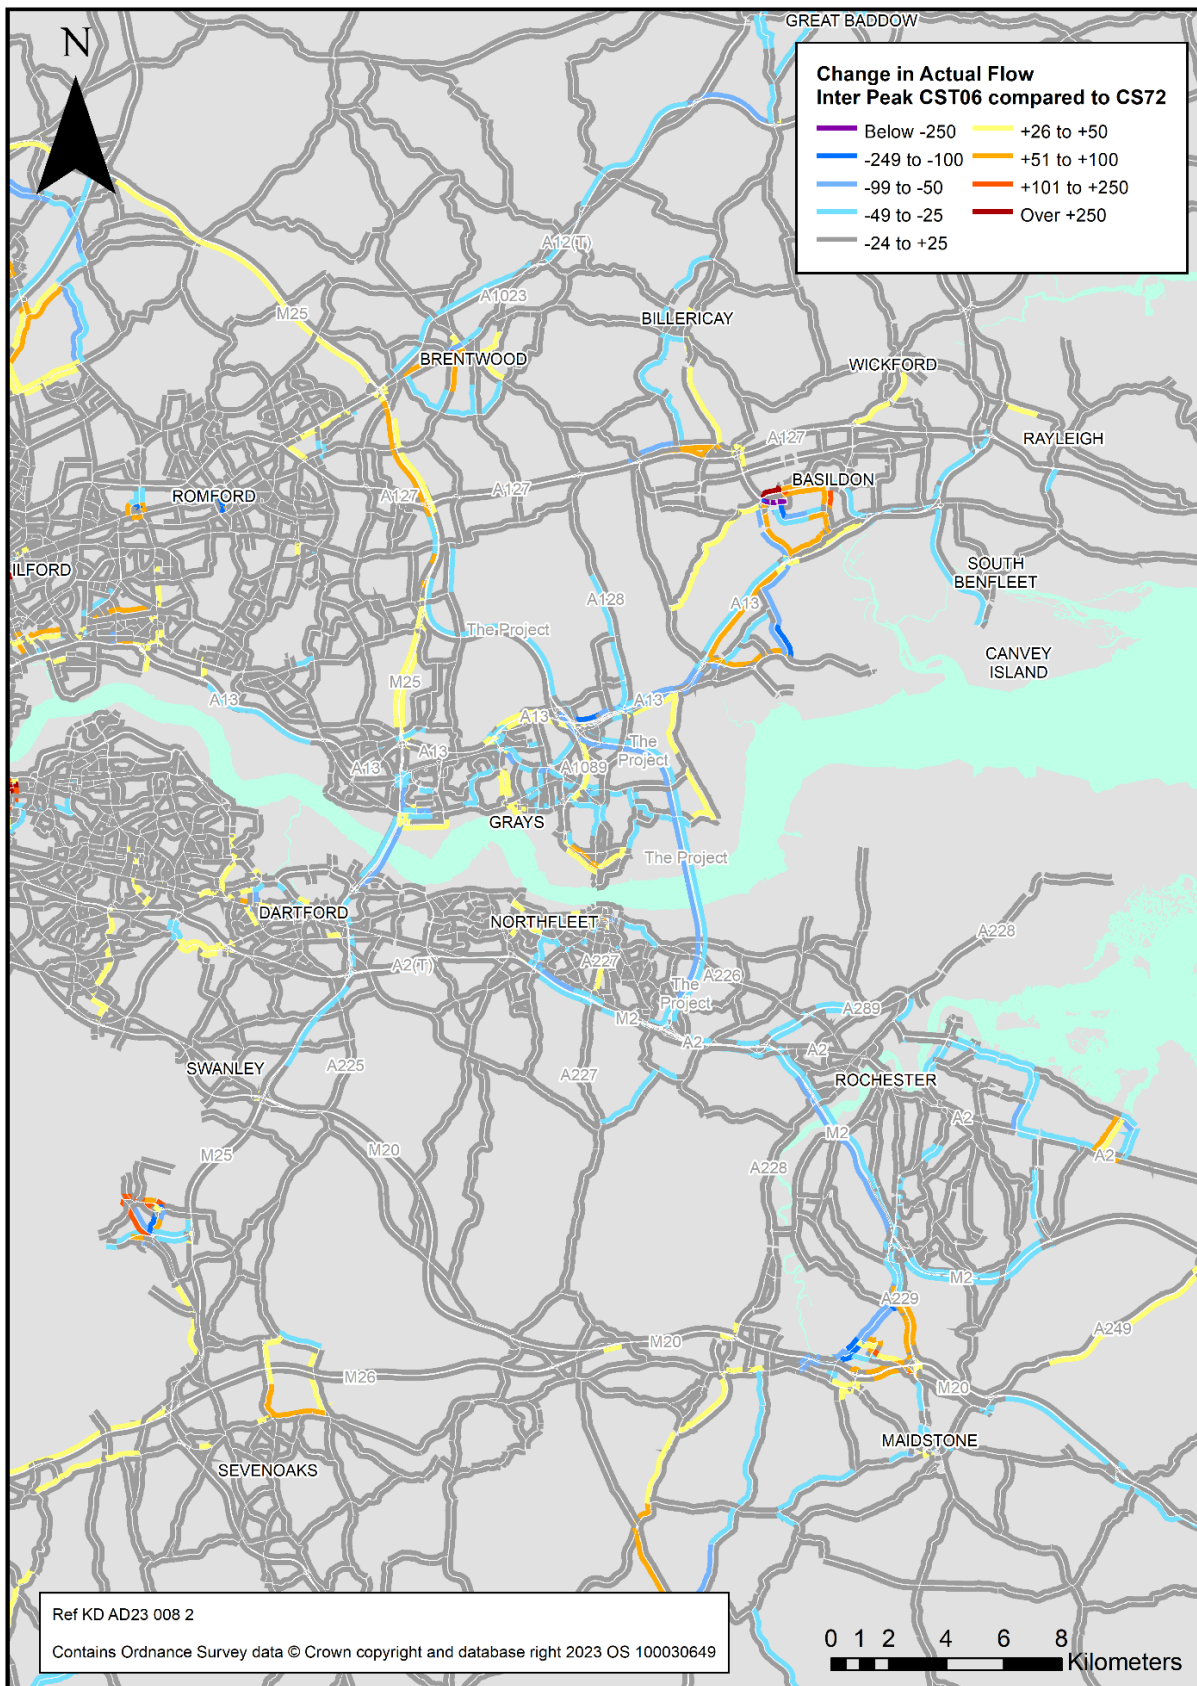 GREAT BADDOW
N
Change in Actual Flow
Inter Peak CST06 compared to CS72
Below -250
+26 to +50
-249 to -100
+51 to +100
-99 to -50
+101 to +250
-49 to -25
Over +250
-24 to +25
A12(T)
A1023
M25
BILLERICAY
BRENTWOOD
WICKFORD
A127
RAYLEIGH
BASILDON
ROMFORD
A127
A127
ILFORD
SOUTH
BENFLEET
A128
A13
The Project
CANVEY
ISLAND
M25
A13
A13
A13
The
Project
A13
A13
A1089
GRAYS
The Project
DARTFORD
NORTHFLEET
A228
A2(T)
A227
A226
The
Project
M2
A289
A2
A2
SWANLEY
A225
A227
ROCHESTER
A2
M2
M20
M25
A228
A2
M2
A229
A249
M20
M26
M20
MAIDSTONE
SEVENOAKS
Ref KD AD23 008 2
Contains Ordnance Survey data © Crown copyright and database right 2023 OS 100030649
0 1 2 4 6 8
Kilometers